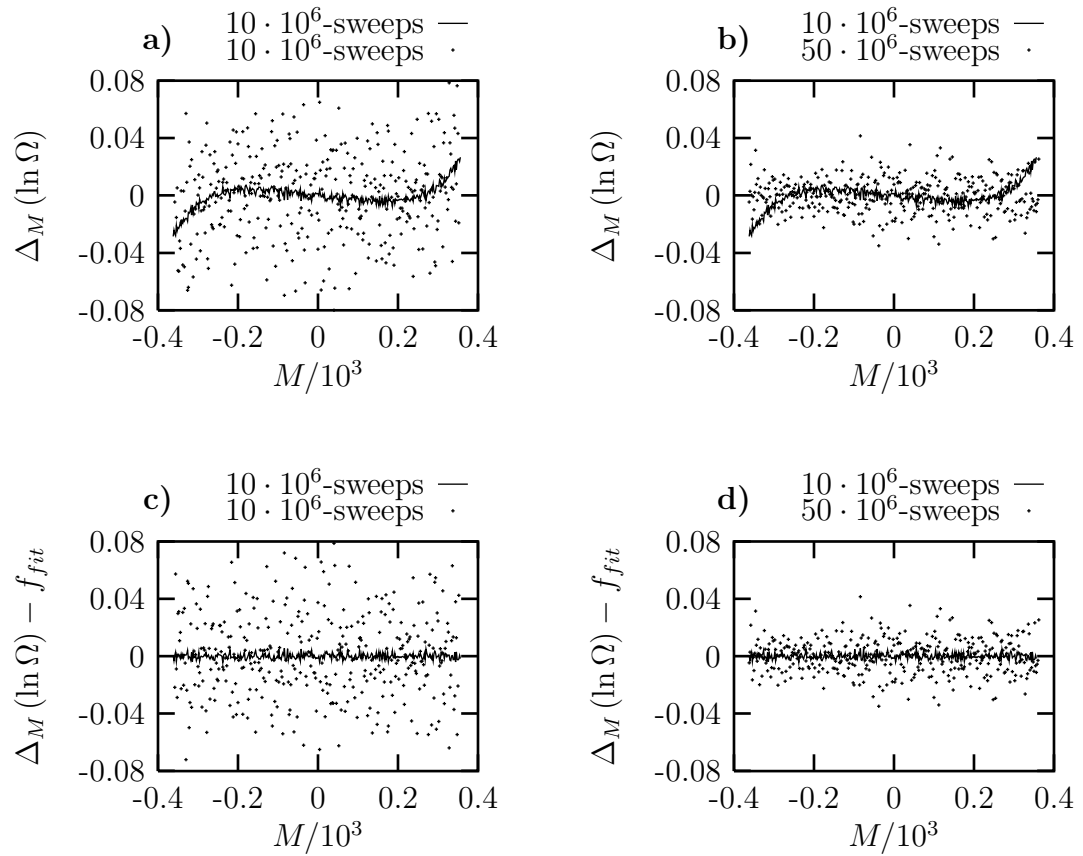 a) 10 · 10⁶-sweeps
10 · 10⁶-sweeps
0.08
0.04
0
-0.04
-0.08
-0.4 -0.2 0 0.2 0.4
M/10³
Δ_M (ln Ω)
b) 10 · 10⁶-sweeps
50 · 10⁶-sweeps
0.08
0.04
0
-0.04
-0.08
-0.4 -0.2 0 0.2 0.4
M/10³
Δ_M (ln Ω)
c) 10 · 10⁶-sweeps
10 · 10⁶-sweeps
0.08
0.04
0
-0.04
-0.08
-0.4 -0.2 0 0.2 0.4
M/10³
Δ_M (ln Ω) − f_fit
d) 10 · 10⁶-sweeps
50 · 10⁶-sweeps
0.08
0.04
0
-0.04
-0.08
-0.4 -0.2 0 0.2 0.4
M/10³
Δ_M (ln Ω) − f_fit